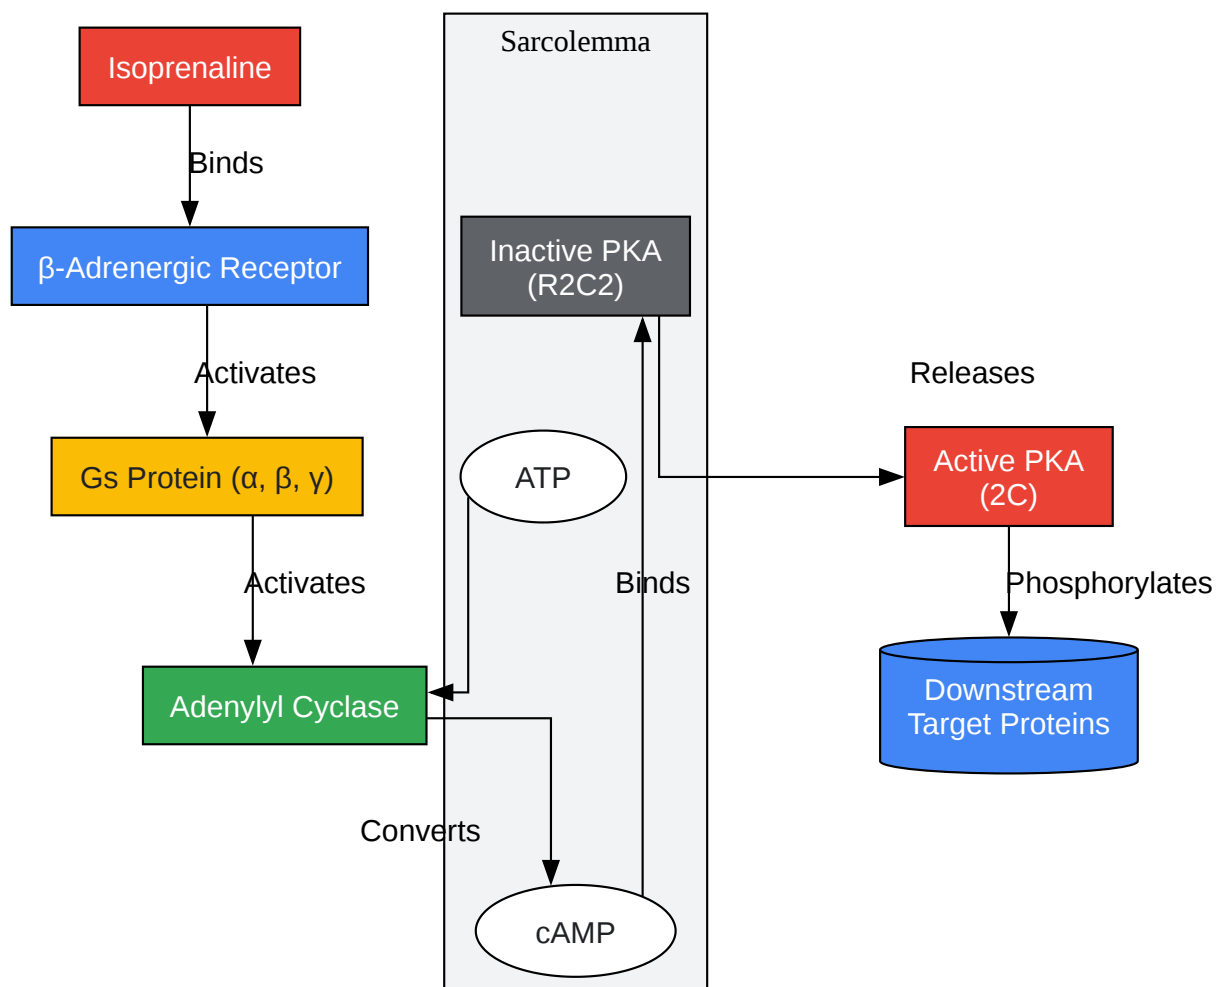 Sarcolemma
Isoprenaline
Binds
β-Adrenergic Receptor
Activates
Gs Protein (α, β, γ)
Activates
Adenylyl Cyclase
Converts
Inactive PKA
(R2C2)
ATP
Binds
cAMP
Releases
Active PKA
(2C)
Phosphorylates
Downstream
Target Proteins